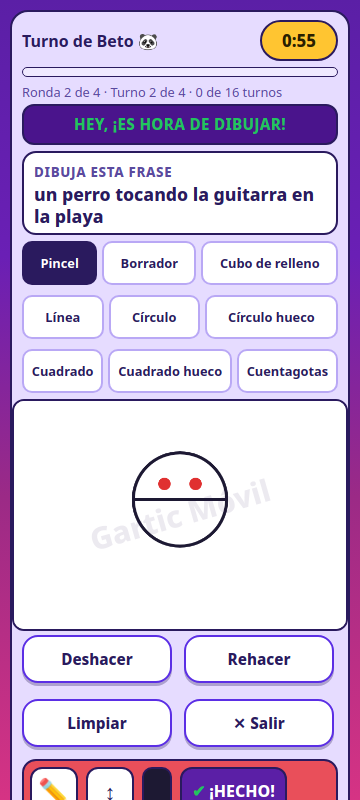 Turno de Beto 🐼
0:55
Ronda 2 de 4 · Turno 2 de 4 · 0 de 16 turnos
HEY, ¡ES HORA DE DIBUJAR!
DIBUJA ESTA FRASE
un perro tocando la guitarra en
la playa
Pincel
Borrador
Cubo de relleno
Línea
Círculo
Círculo hueco
Cuadrado
Cuadrado hueco
Cuentagotas
Gartic Móvil
Deshacer
Rehacer
Limpiar
✕ Salir
✏️
↕
✔ ¡HECHO!